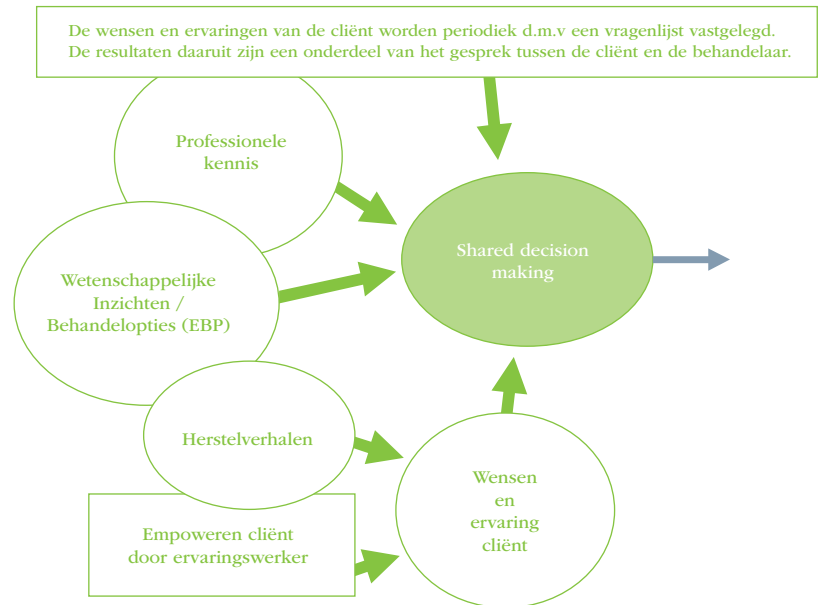 De wensen en ervaringen van de cliënt worden periodiek d.m.v een vragenlijst vastgelegd.
De resultaten daaruit zijn een onderdeel van het gesprek tussen de cliënt en de behandelaar.
Professionele
kennis
Shared decision
making
Wetenschappelijke
Inzichten /
Behandelopties (EBP)
Herstelverhalen
Wensen
en
ervaring
cliënt
Empoweren cliënt
door ervaringswerker